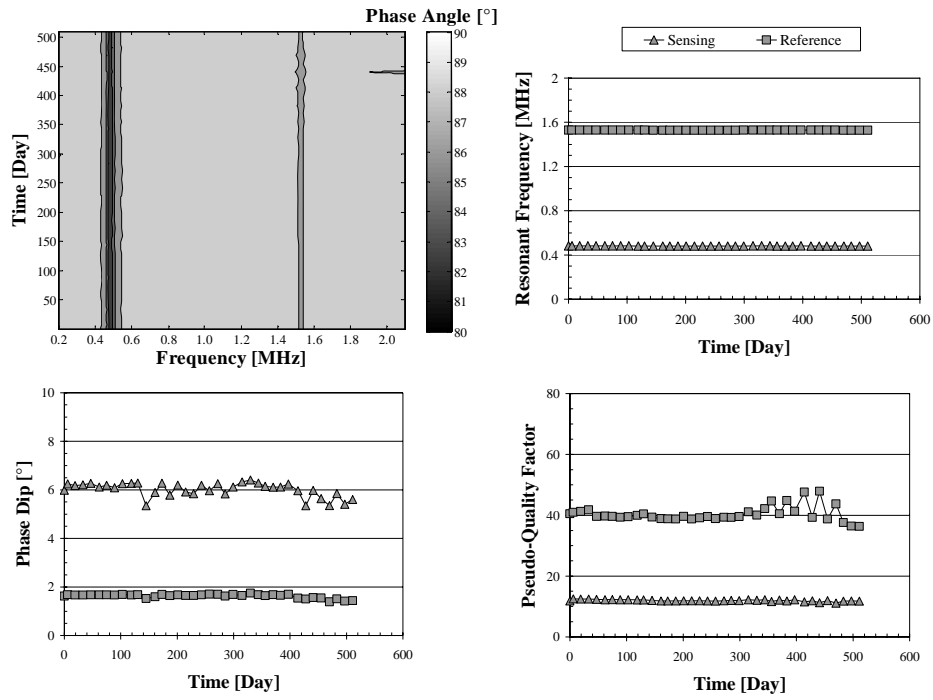 Phase Angle [°]
500
450
400
350
300
250
200
150
100
50
Time [Day]
0.2 0.4 0.6 0.8 1.0 1.2 1.4 1.6 1.8 2.0
Frequency [MHz]
90
89
88
87
86
85
84
83
82
81
80
Sensing Reference
2
1.6
1.2
0.8
0.4
0
Resonant Frequency [MHz]
0 100 200 300 400 500 600
Time [Day]
10
8
6
4
2
0
Phase Dip [°]
0 100 200 300 400 500 600
Time [Day]
80
60
40
20
0
Pseudo-Quality Factor
0 100 200 300 400 500 600
Time [Day]